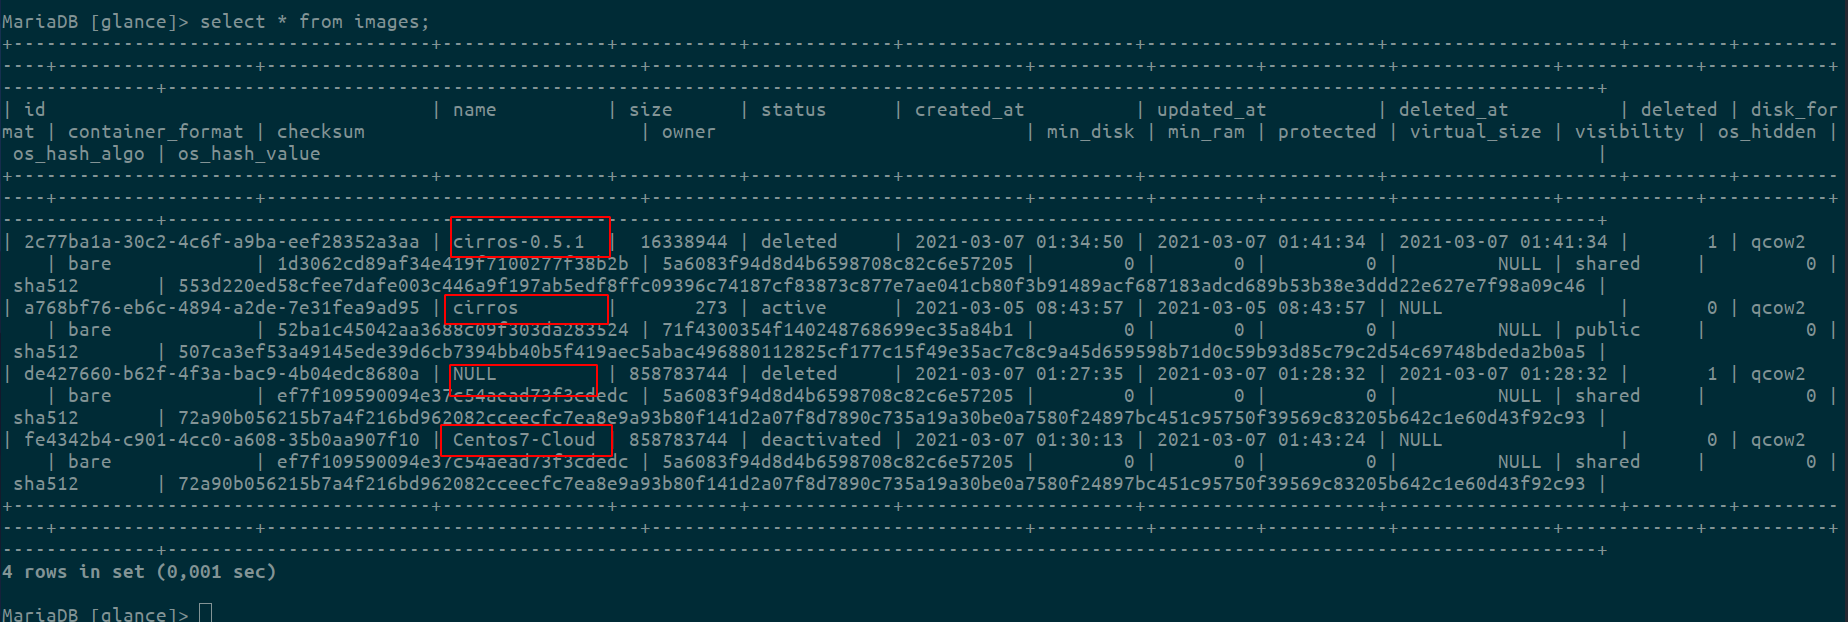 MariaDB [glance]> select * from images;
+--------------------------------------+---------------+-----------+-------------+---------------------+---------------------+---------------------+---------+---------
----+------------------+----------------------------------+----------------------------------+----------+---------+-----------+--------------+------------+-----------+
--------------+----------------------------------------------------------------------------------------------------------------------------------+
| id | name | size | status | created_at | updated_at | deleted_at | deleted | disk_for
mat | container_format | checksum | owner | min_disk | min_ram | protected | virtual_size | visibility | os_hidden |
os_hash_algo | os_hash_value |
+--------------------------------------+---------------+-----------+-------------+---------------------+---------------------+---------------------+---------+---------
----+------------------+----------------------------------+----------------------------------+----------+---------+-----------+--------------+------------+-----------+
--------------+----------------------------------------------------------------------------------------------------------------------------------+
| 2c77ba1a-30c2-4c6f-a9ba-eef28352a3aa | cirros-0.5.1 | 16338944 | deleted | 2021-03-07 01:34:50 | 2021-03-07 01:41:34 | 2021-03-07 01:41:34 | 1 | qcow2
| bare | 1d3062cd89af34e419f7100277f38b2b | 5a6083f94d8d4b6598708c82c6e57205 | 0 | 0 | 0 | NULL | shared | 0 |
sha512 | 553d220ed58cfee7dafe003c446a9f197ab5edf8ffc09396c74187cf83873c877e7ae041cb80f3b91489acf687183adcd689b53b38e3ddd22e627e7f98a09c46 |
| a768bf76-eb6c-4894-a2de-7e31fea9ad95 | cirros | 273 | active | 2021-03-05 08:43:57 | 2021-03-05 08:43:57 | NULL | 0 | qcow2
| bare | 52ba1c45042aa3688c09f303da283524 | 71f4300354f140248768699ec35a84b1 | 0 | 0 | 0 | NULL | public | 0 |
sha512 | 507ca3ef53a49145ede39d6cb7394bb40b5f419aec5abac496880112825cf177c15f49e35ac7c8c9a45d659598b71d0c59b93d85c79c2d54c69748bdeda2b0a5 |
| de427660-b62f-4f3a-bac9-4b04edc8680a | NULL | 858783744 | deleted | 2021-03-07 01:27:35 | 2021-03-07 01:28:32 | 2021-03-07 01:28:32 | 1 | qcow2
| bare | ef7f109590094e37c54aead73f3cdedc | 5a6083f94d8d4b6598708c82c6e57205 | 0 | 0 | 0 | NULL | shared | 0 |
sha512 | 72a90b056215b7a4f216bd962082cceecfc7ea8e9a93b80f141d2a07f8d7890c735a19a30be0a7580f24897bc451c95750f39569c83205b642c1e60d43f92c93 |
| fe4342b4-c901-4cc0-a608-35b0aa907f10 | Centos7-Cloud | 858783744 | deactivated | 2021-03-07 01:30:13 | 2021-03-07 01:43:24 | NULL | 0 | qcow2
| bare | ef7f109590094e37c54aead73f3cdedc | 5a6083f94d8d4b6598708c82c6e57205 | 0 | 0 | 0 | NULL | shared | 0 |
sha512 | 72a90b056215b7a4f216bd962082cceecfc7ea8e9a93b80f141d2a07f8d7890c735a19a30be0a7580f24897bc451c95750f39569c83205b642c1e60d43f92c93 |
+--------------------------------------+---------------+-----------+-------------+---------------------+---------------------+---------------------+---------+---------
----+------------------+----------------------------------+----------------------------------+----------+---------+-----------+--------------+------------+-----------+
--------------+----------------------------------------------------------------------------------------------------------------------------------+
4 rows in set (0,001 sec)
MariaDB [glance]>